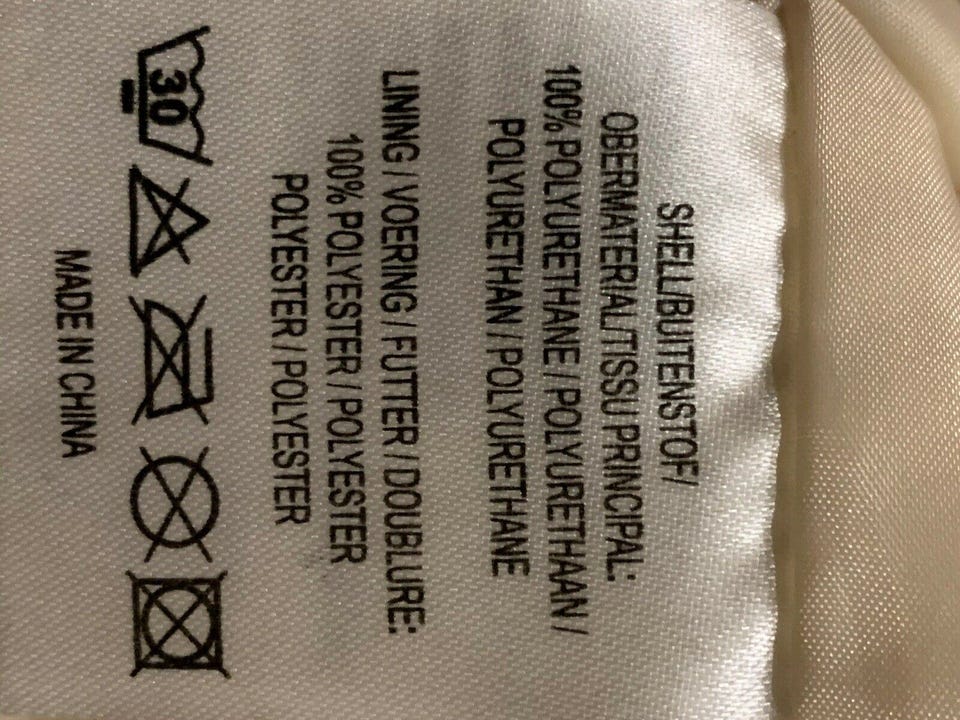 SHELL/BUITENSTOF/
OBERMATERIAL/TISSU PRINCIPAL:
100% POLYURETHANE / POLYURETHAAN /
POLYURETHAN / POLYURETHANE
LINING / VOERING / FUTTER / DOUBLURE:
100% POLYESTER / POLYESTER
POLYESTER / POLYESTER
30
MADE IN CHINA